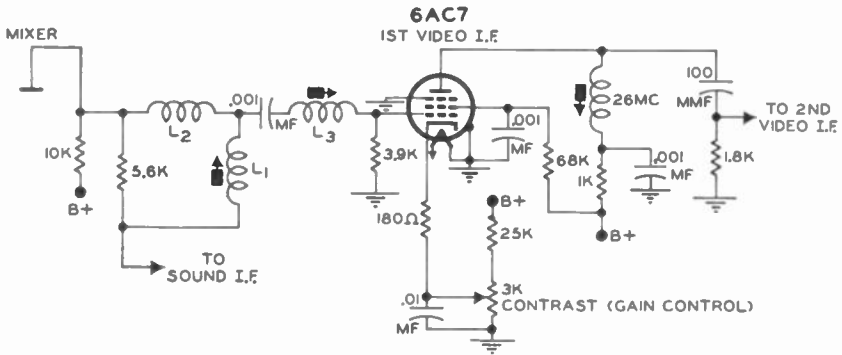 6AC7
1ST VIDEO I.F.
MIXER
10K
B+
5.6K
L2
L1
.001
MF
L3
3.9K
TO
SOUND I.F.
180Ω
.01
MF
B+
25K
3K
CONTRAST (GAIN CONTROL)
.001
MF
68K
1K
B+
26MC
.001
MF
100
MMF
TO 2ND
VIDEO I.F.
1.8K